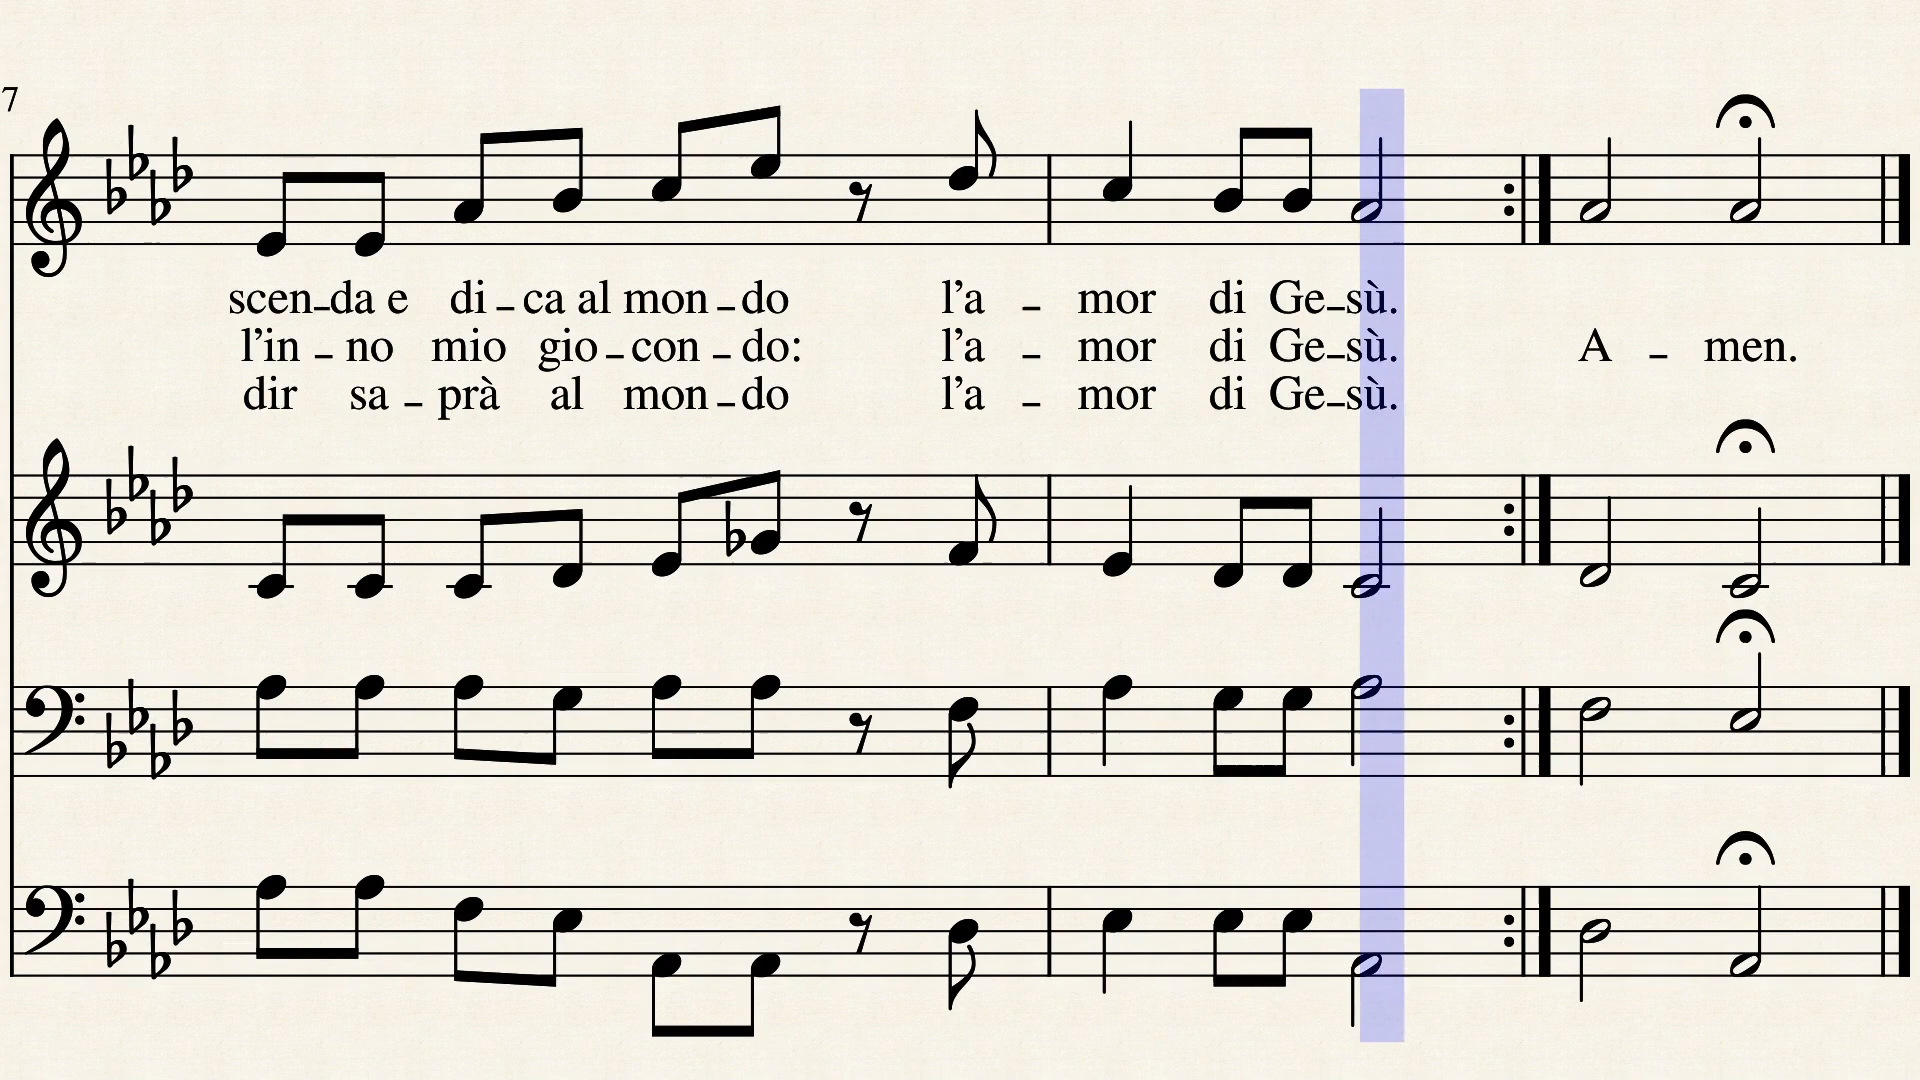 7
scen-da e di-ca al mon-do l'a - mor di Ge-sù.
l'in - no mio gio-con - do: l'a - mor di Ge-sù. A - men.
dir sa-prà al mon-do l'a - mor di Ge-sù.